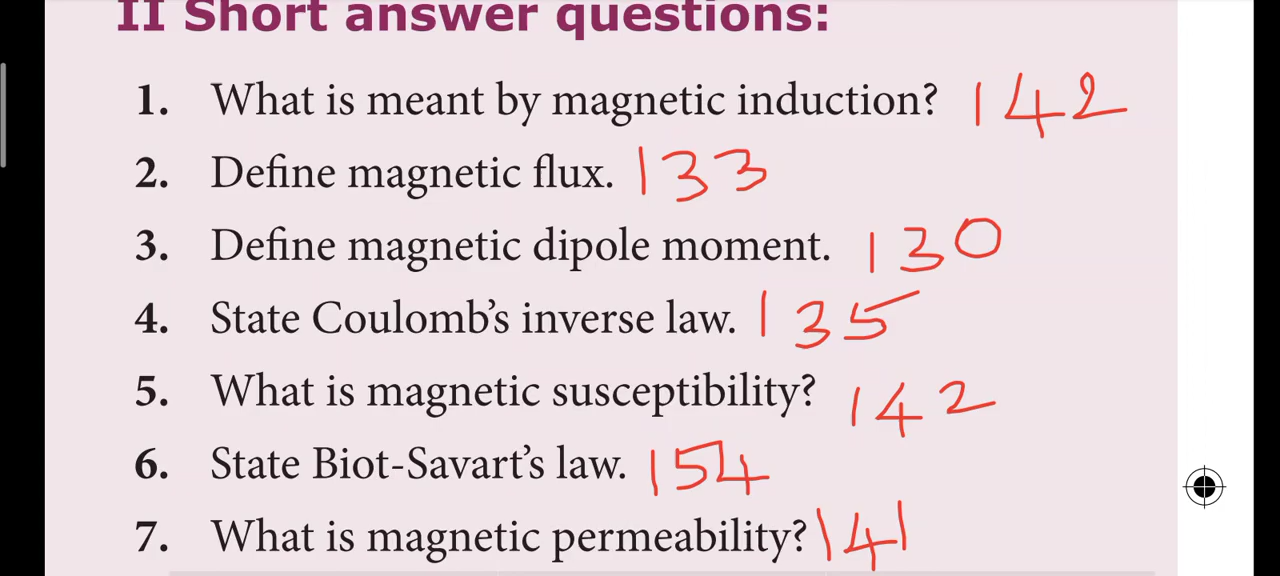 II Short answer questions:
1. What is meant by magnetic induction? 142
2. Define magnetic flux. 133
3. Define magnetic dipole moment. 130
4. State Coulomb's inverse law. 135
5. What is magnetic susceptibility? 142
6. State Biot-Savart's law. 154
7. What is magnetic permeability? 141